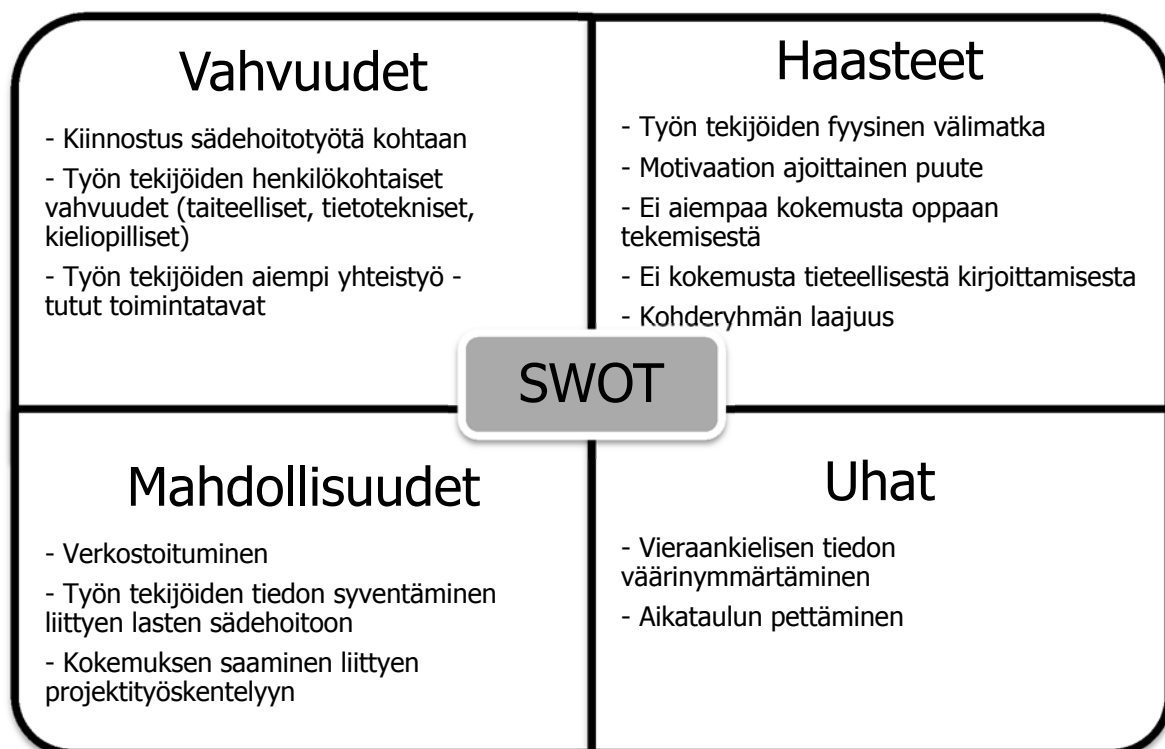 Vahvuudet
- Kiinnostus sädehoitotyötä kohtaan
- Työn tekijöiden henkilökohtaiset
vahvuudet (taiteelliset, tietotekniset,
kieliopilliset)
- Työn tekijöiden aiempi yhteistyö -
tutut toimintatavat
Haasteet
- Työn tekijöiden fyysinen välimatka
- Motivaation ajoittainen puute
- Ei aiempaa kokemusta oppaan
tekemisestä
- Ei kokemusta tieteellisestä kirjoittamisesta
- Kohderyhmän laajuus
SWOT
Mahdollisuudet
- Verkostoituminen
- Työn tekijöiden tiedon syventäminen
liittyen lasten sädehoitoon
- Kokemuksen saaminen liittyen
projektityöskentelyyn
Uhat
- Vieraankielisen tiedon
väärinymmärtäminen
- Aikataulun pettäminen